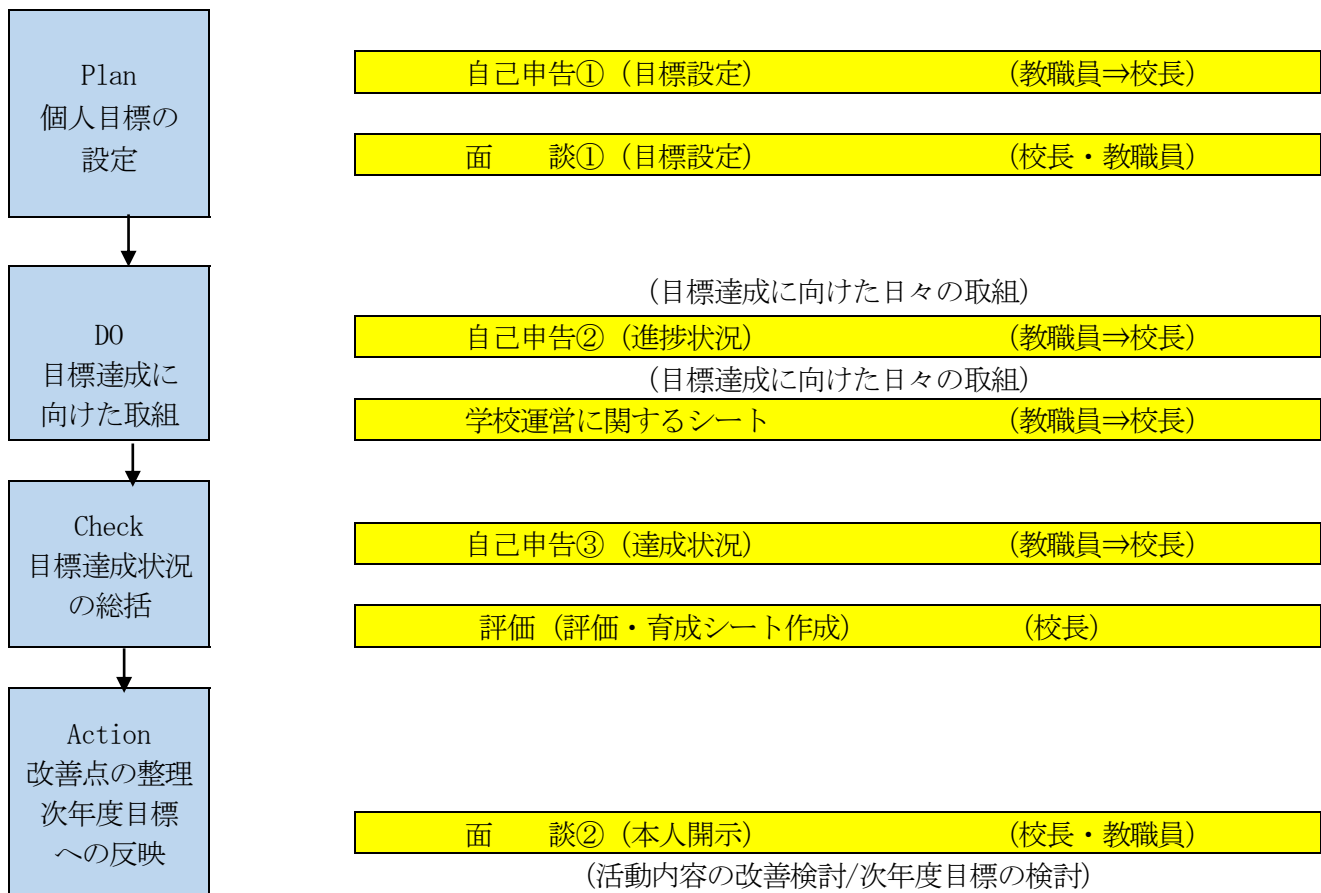 Plan
個人目標の
設定
自己申告①（目標設定） （教職員⇒校長）
面　　談①（目標設定） （校長・教職員）
DO
目標達成に
向けた取組
（目標達成に向けた日々の取組）
自己申告②（進捗状況） （教職員⇒校長）
（目標達成に向けた日々の取組）
学校運営に関するシート （教職員⇒校長）
Check
目標達成状況
の総括
自己申告③（達成状況） （教職員⇒校長）
評価（評価・育成シート作成） （校長）
Action
改善点の整理
次年度目標
への反映
面　　談②（本人開示） （校長・教職員）
（活動内容の改善検討/次年度目標の検討）